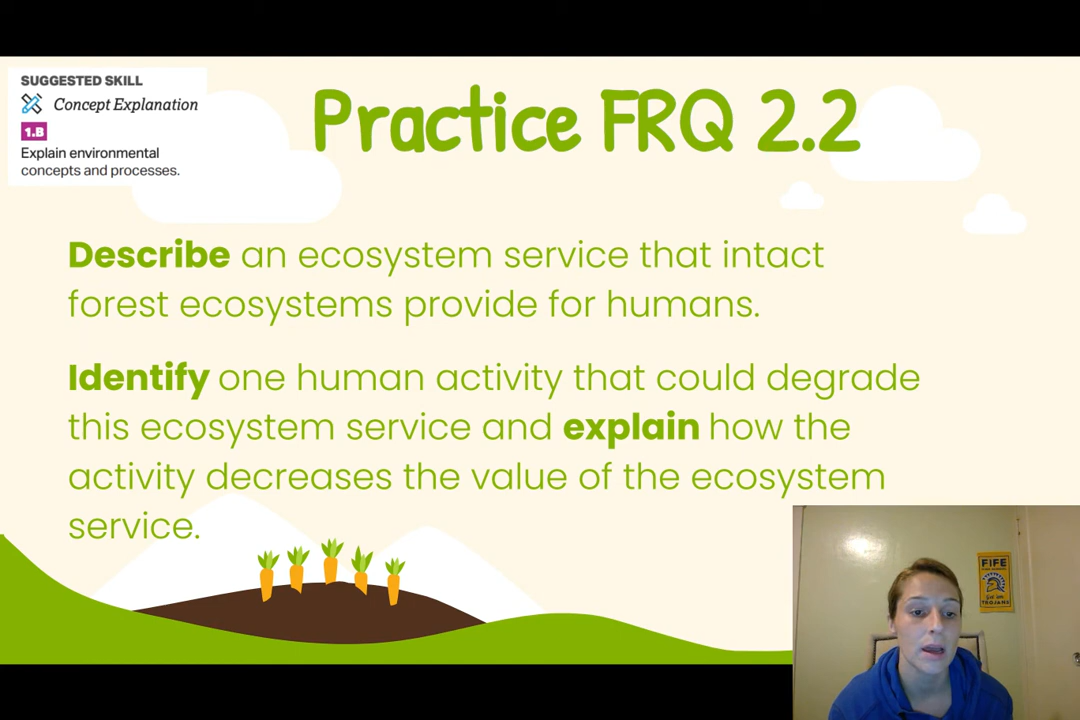 SUGGESTED SKILL
Concept Explanation
1.B
Explain environmental
concepts and processes.
Practice FRQ 2.2
Describe an ecosystem service that intact
forest ecosystems provide for humans.
Identify one human activity that could degrade
this ecosystem service and explain how the
activity decreases the value of the ecosystem
service.
FIFE
TROJANS